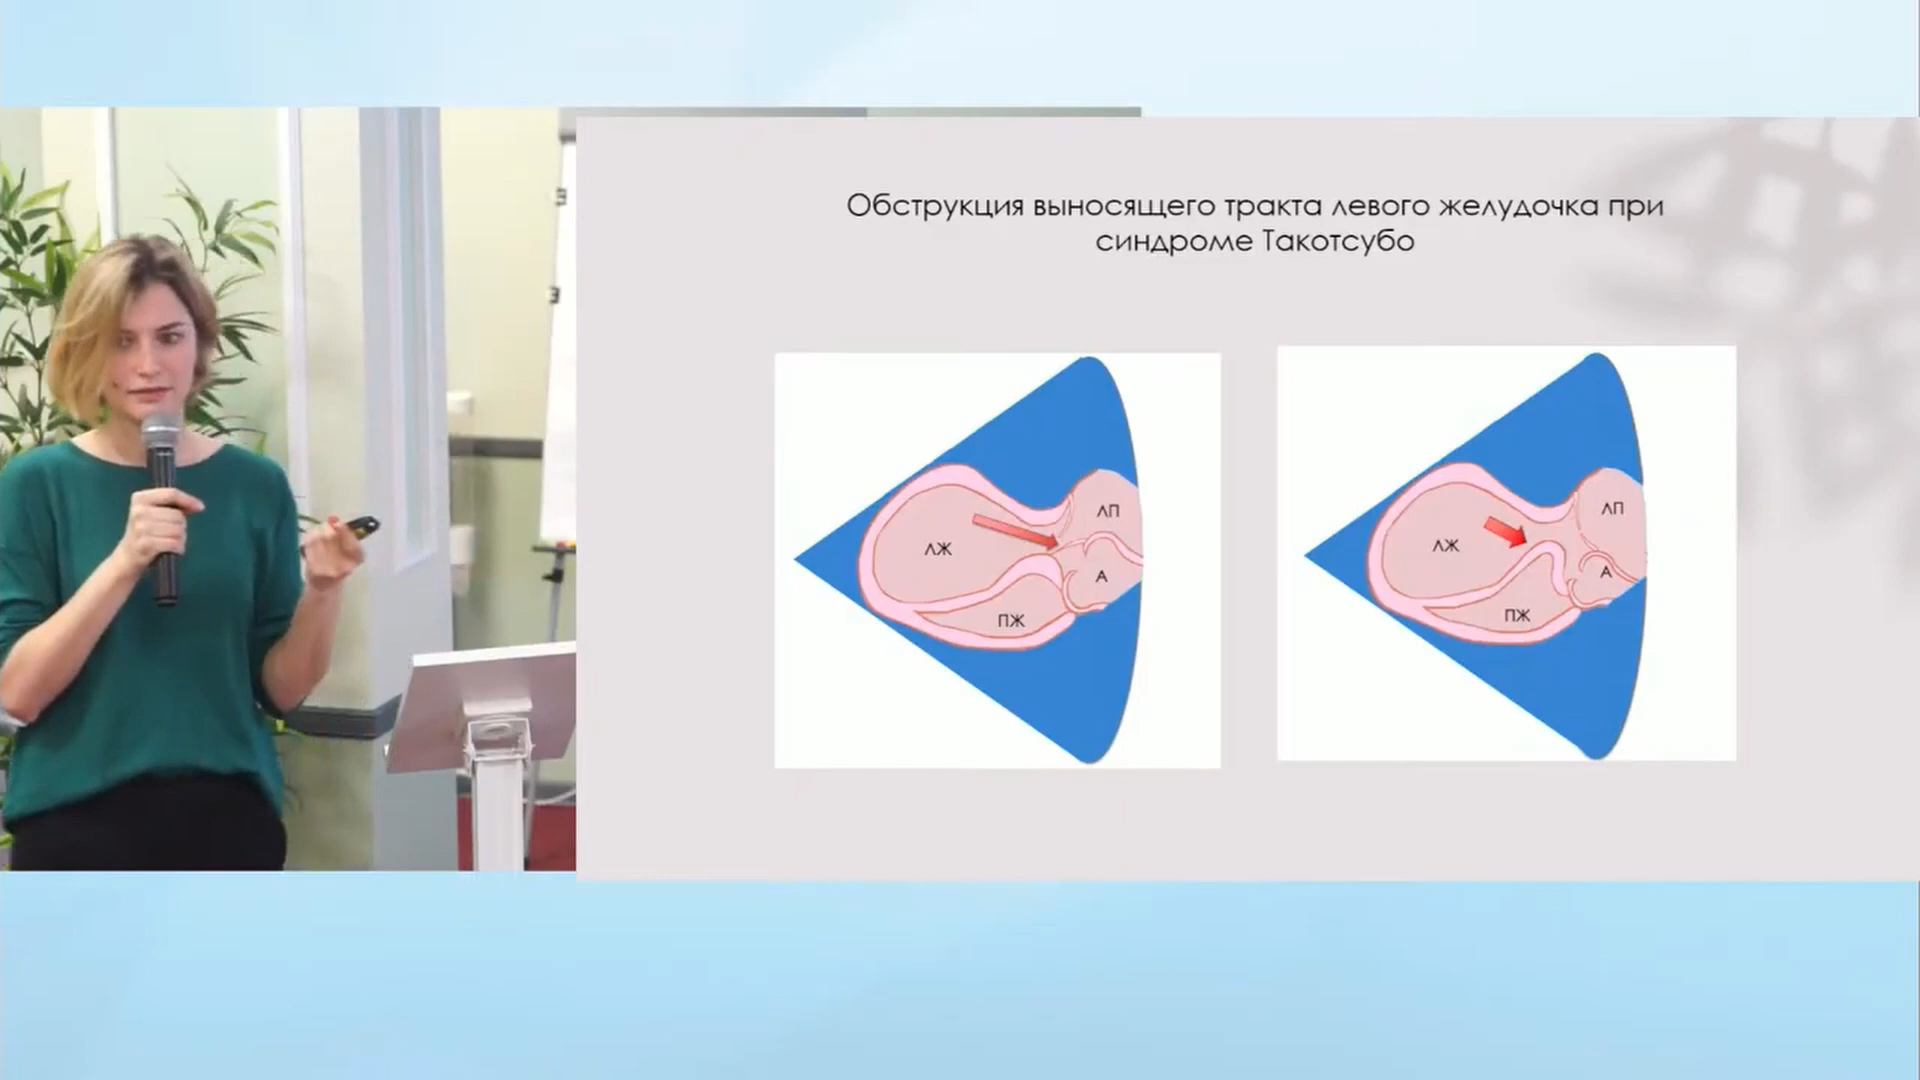 Обструкция выносящего тракта левого желудочка при
синдроме Такотсубо
ЛП
ЛЖ
А
ПЖ
ЛП
ЛЖ
А
ПЖ